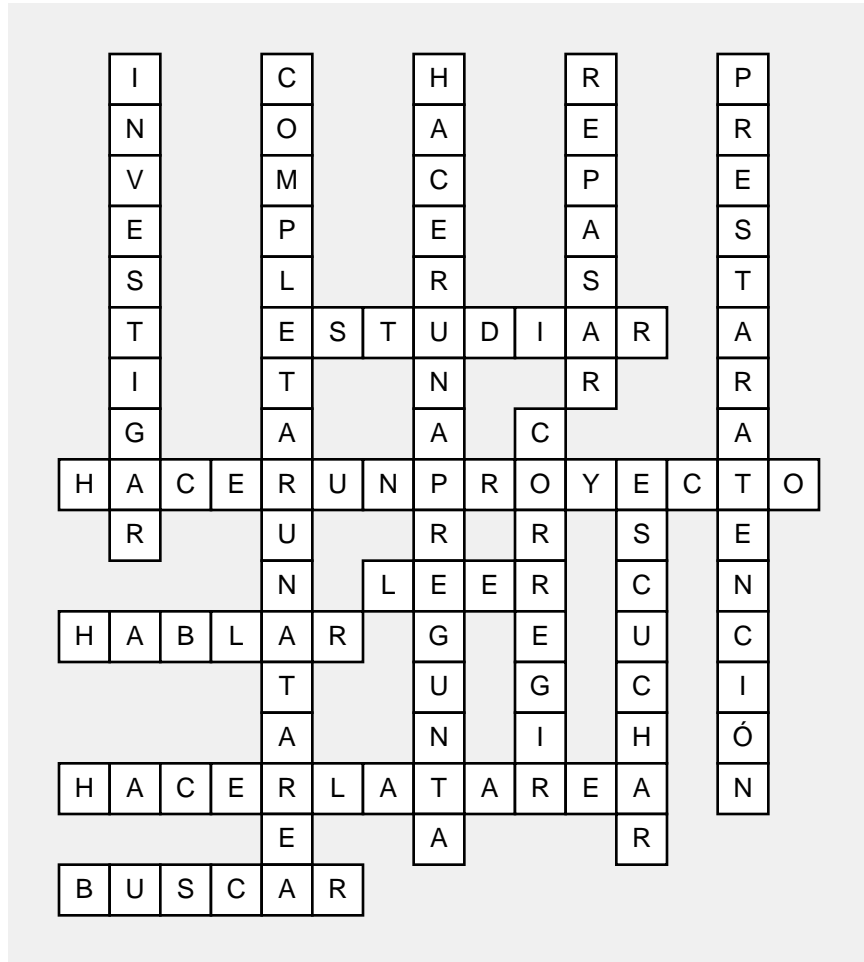 INVESTIGAR
COMPLETARUNATAREA
HACERUNAPREGUNTA
REPASAR
PRESTARATENCIÓN
ESTUDIAR
CORREGIR
HACERUNPROYECTO
ESCUCHAR
LEER
HABLAR
HACERLATAREA
BUSCAR